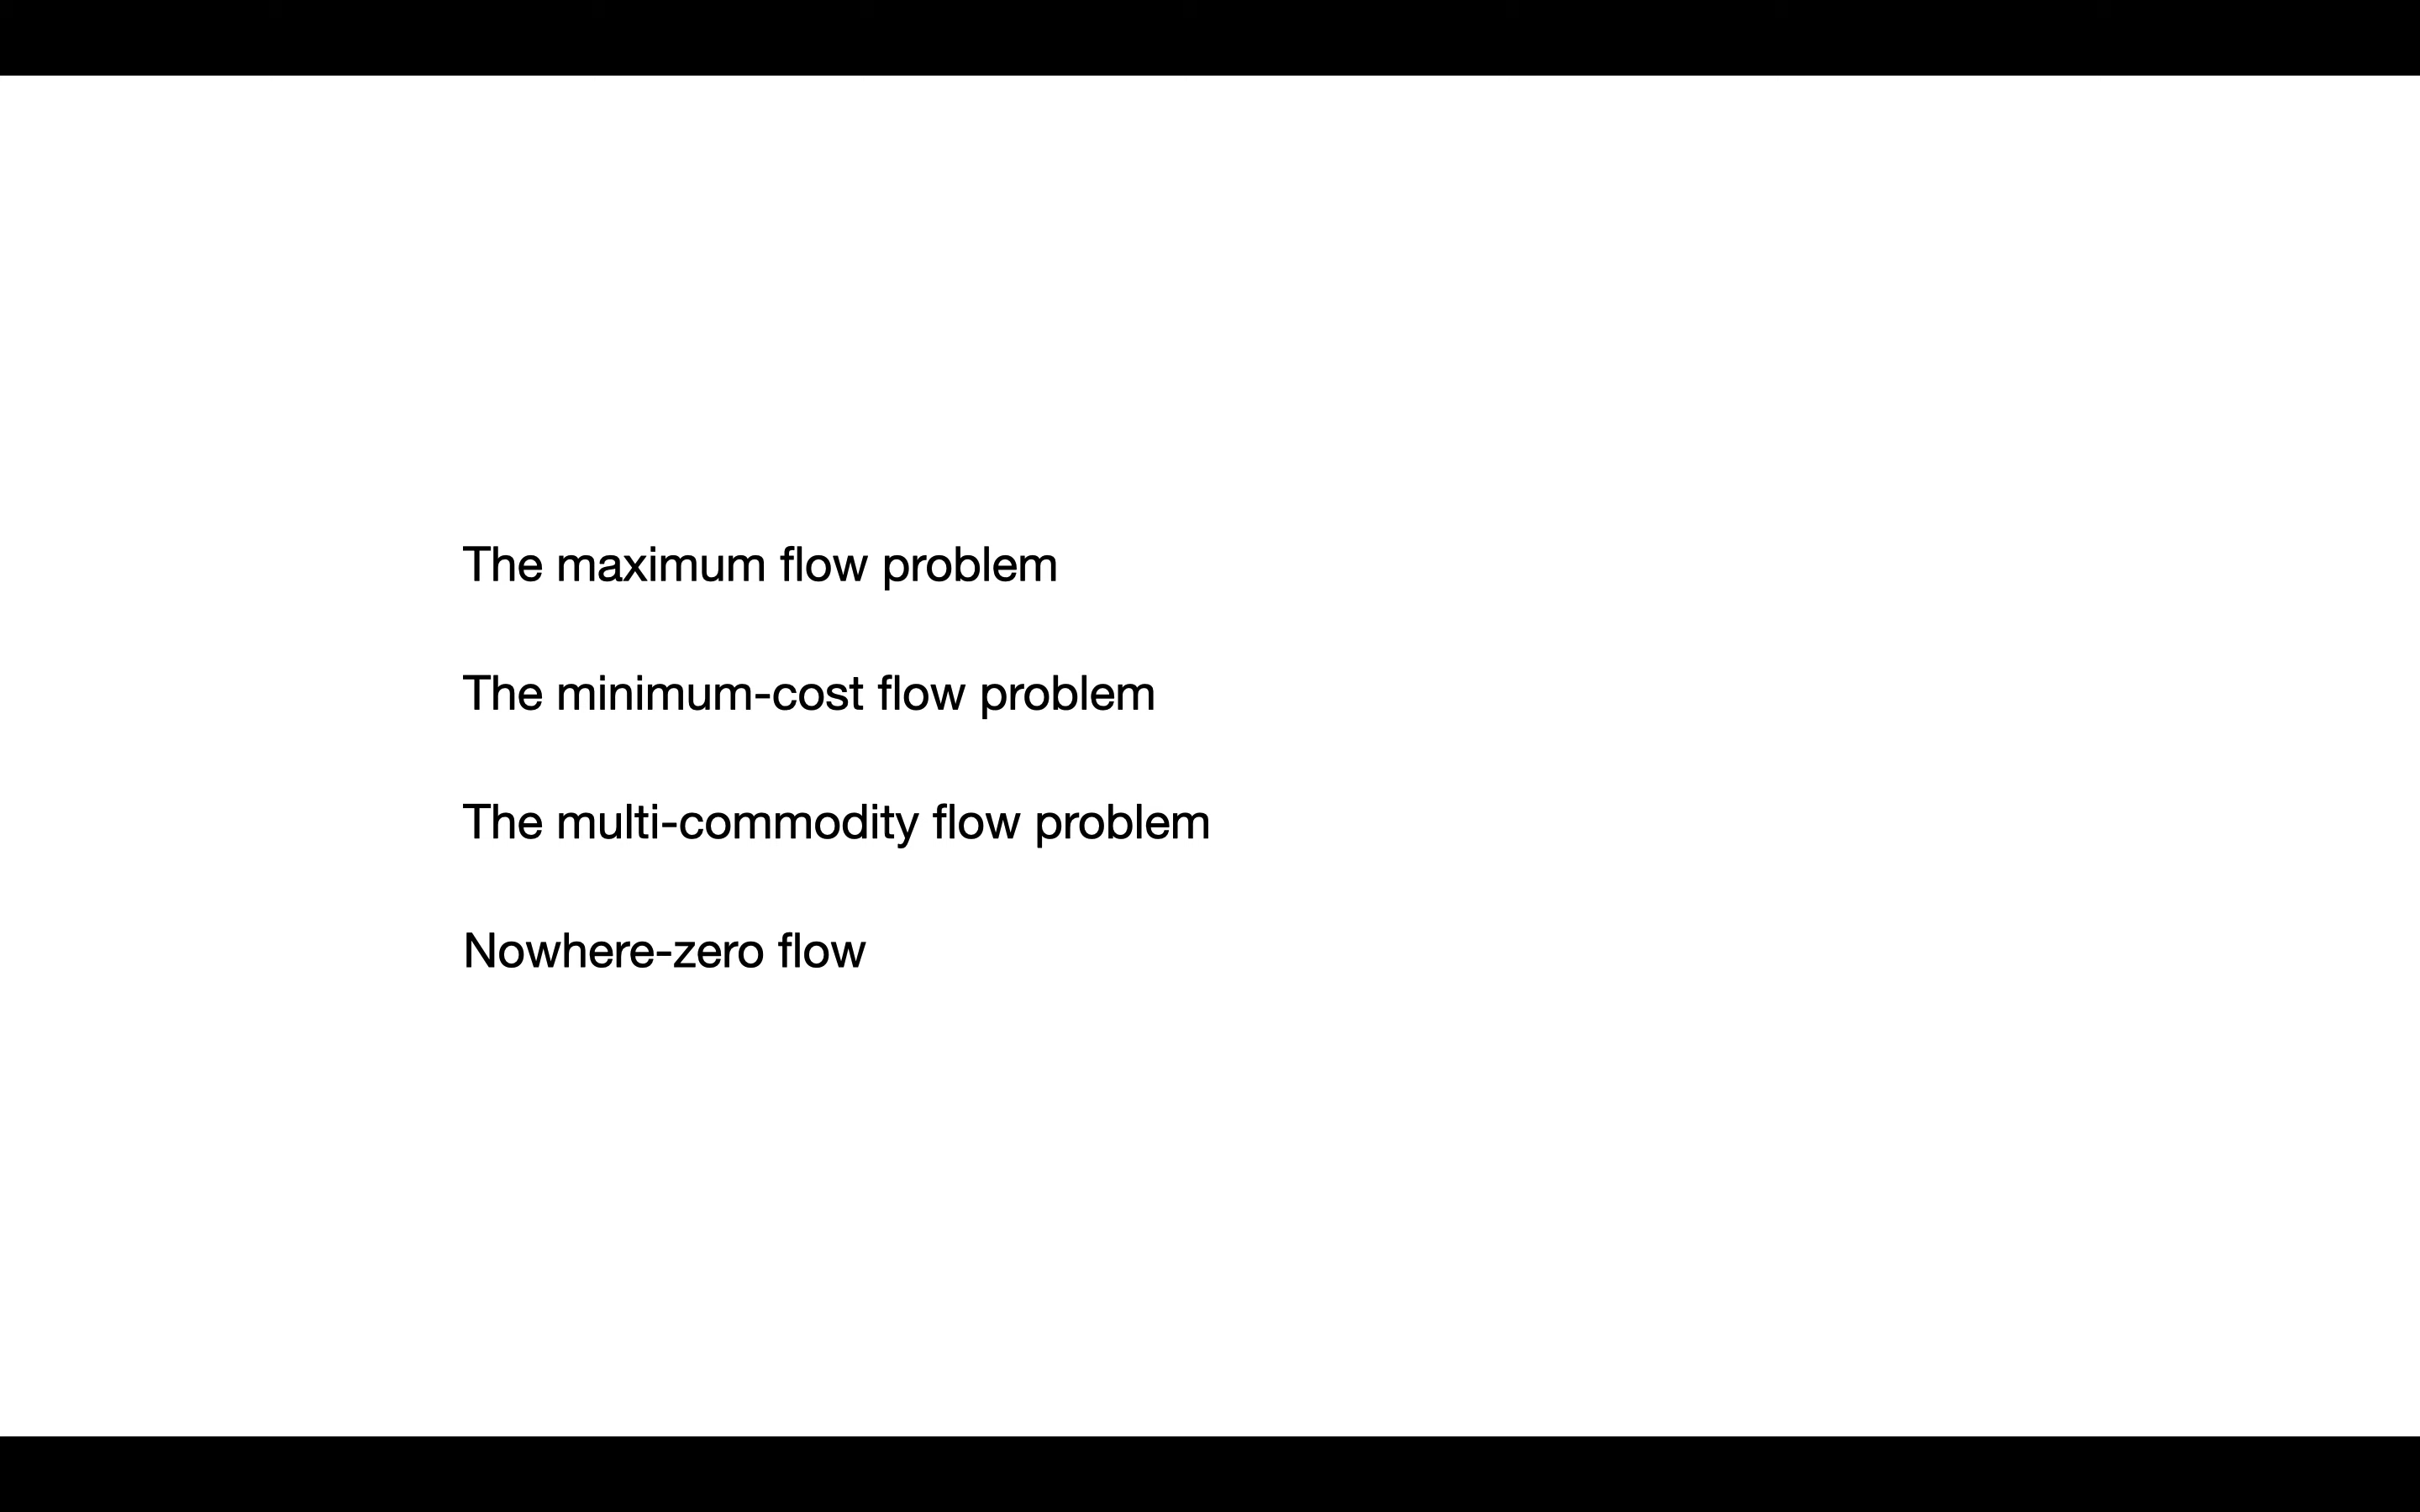 The maximum flow problem
The minimum-cost flow problem
The multi-commodity flow problem
Nowhere-zero flow